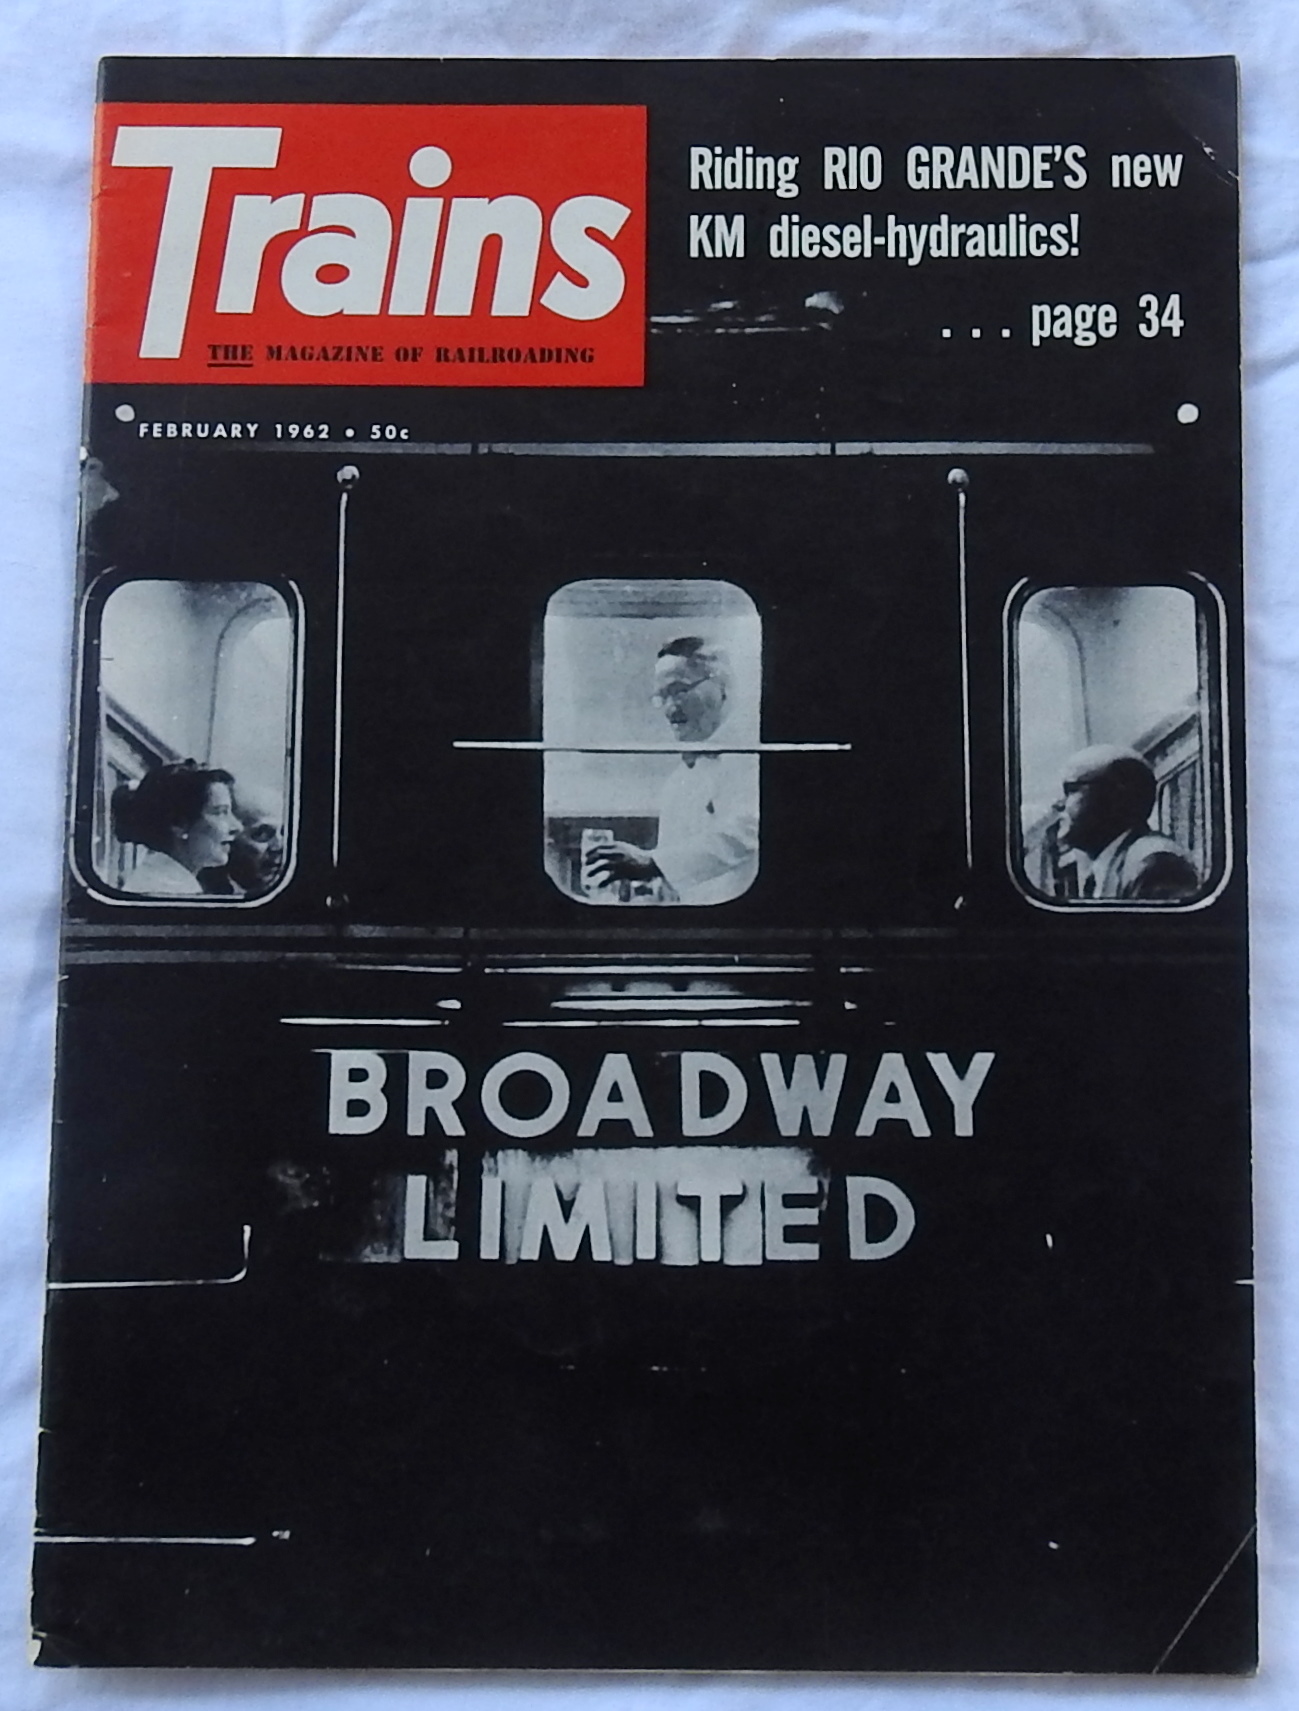 Trains
THE MAGAZINE OF RAILROADING
Riding RIO GRANDE'S new
KM diesel-hydraulics!
. . . page 34
FEBRUARY 1962 • 50c
BROADWAY
LIMITED